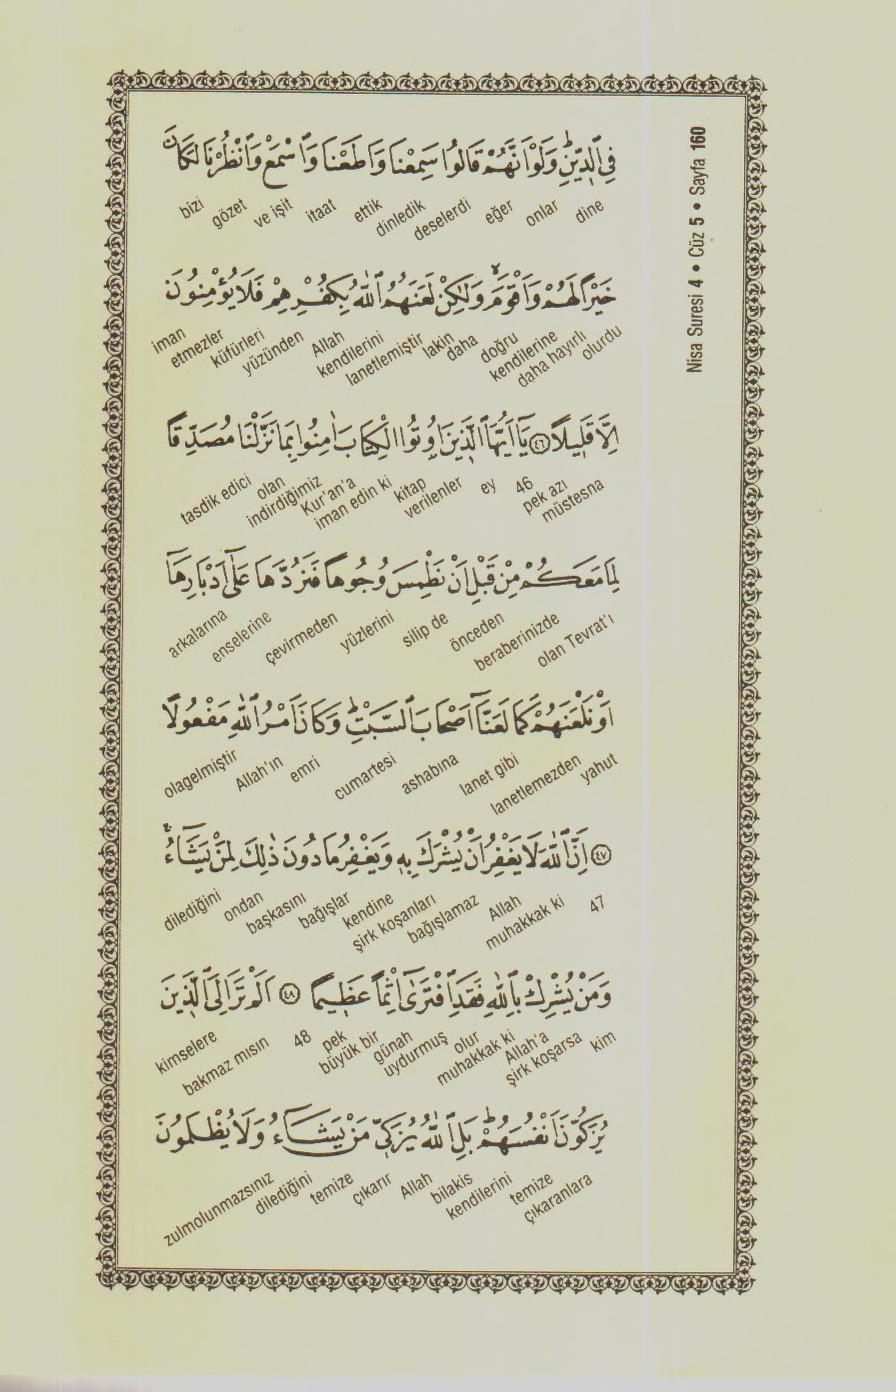 Nisa Suresi 4 • Cüz 5 • Sayfa 160
فِي الدِّينِۜ وَلَوْ اَنَّهُمْ قَالُوا سَمِعْنَا وَاَطَعْنَا وَاسْمَعْ وَانْظُرْنَا لَكَانَ
dine onlar eğer deselerdi dinledik ettik itaat ve işit gözet bizi
خَيْرًا لَهُمْ وَاَقْوَمَۙ وَلٰكِنْ لَعَنَهُمُ اللّٰهُ بِكُفْرِهِمْ فَلَا يُؤْمِنُونَ
olurdu daha hayırlı kendilerine doğru daha lakin lanetlemiştir kendilerini Allah yüzünden küfürleri etmezler iman
اِلَّا قَلِيلًا ﴿٤٦﴾ يَٓا اَيُّهَا الَّذِينَ اُو۫تُوا الْكِتَابَ اٰمِنُوا بِمَا نَزَّلْنَا مُصَدِّقًا
müstesna pek azı 46 ey verilenler kitap iman edin ki Kur'an'a indirdiğimiz olan tasdik edici
لِمَا مَعَكُمْ مِنْ قَبْلِ اَنْ نَطْمِسَ وُجُوهًا فَنَرُدَّهَا عَلٰٓى اَدْبَارِهَٓا
olan Tevrat'ı beraberinizde önceden silip de yüzlerini çevirmeden enselerine arkalarına
اَوْ نَلْعَنَهُمْ كَمَا لَعَنَّٓا اَصْحَابَ السَّبْتِۜ وَكَانَ اَمْرُ اللّٰهِ مَفْعُولًا
yahut lanetlemezden lanet gibi ashabına cumartesi emri Allah'ın olagelmiştir
﴿٤٧﴾ اِنَّ اللّٰهَ لَا يَغْفِرُ اَنْ يُشْرَكَ بِهٖ وَيَغْفِرُ مَا دُونَ ذٰلِكَ لِمَنْ يَشَٓاءُۚ
47 muhakkak ki Allah bağışlamaz şirk koşanları kendine bağışlar başkasını ondan dilediğini
وَمَنْ يُشْرِكْ بِاللّٰهِ فَقَدِ افْتَرٰٓى اِثْمًا عَظِيمًا ﴿٤٨﴾ اَلَمْ تَرَ اِلَى الَّذِينَ
kim şirk koşarsa Allah'a muhakkak ki olur uydurmuş günah büyük bir pek 48 bakmaz mısın kimselere
يُزَكُّونَ اَنْفُسَهُمْۜ بَلِ اللّٰهُ يُزَكِّي مَنْ يَشَٓاءُ وَلَا يُظْلَمُونَ
çıkaranlara temize kendilerini bilakis Allah çıkarır temize dilediğini zulmolunmazsınız